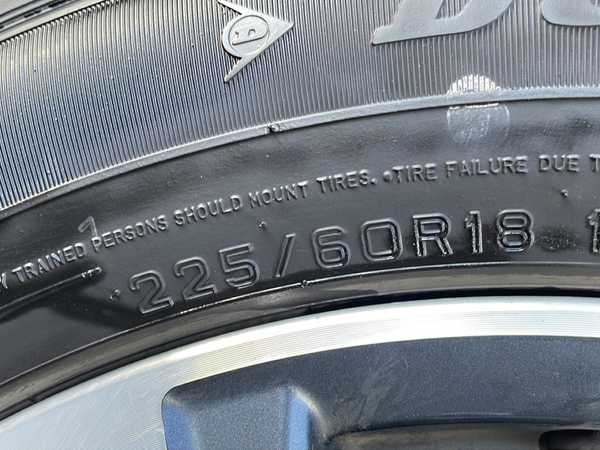 TRAINED PERSONS SHOULD MOUNT TIRES. •TIRE FAILURE DUE
225/60R18